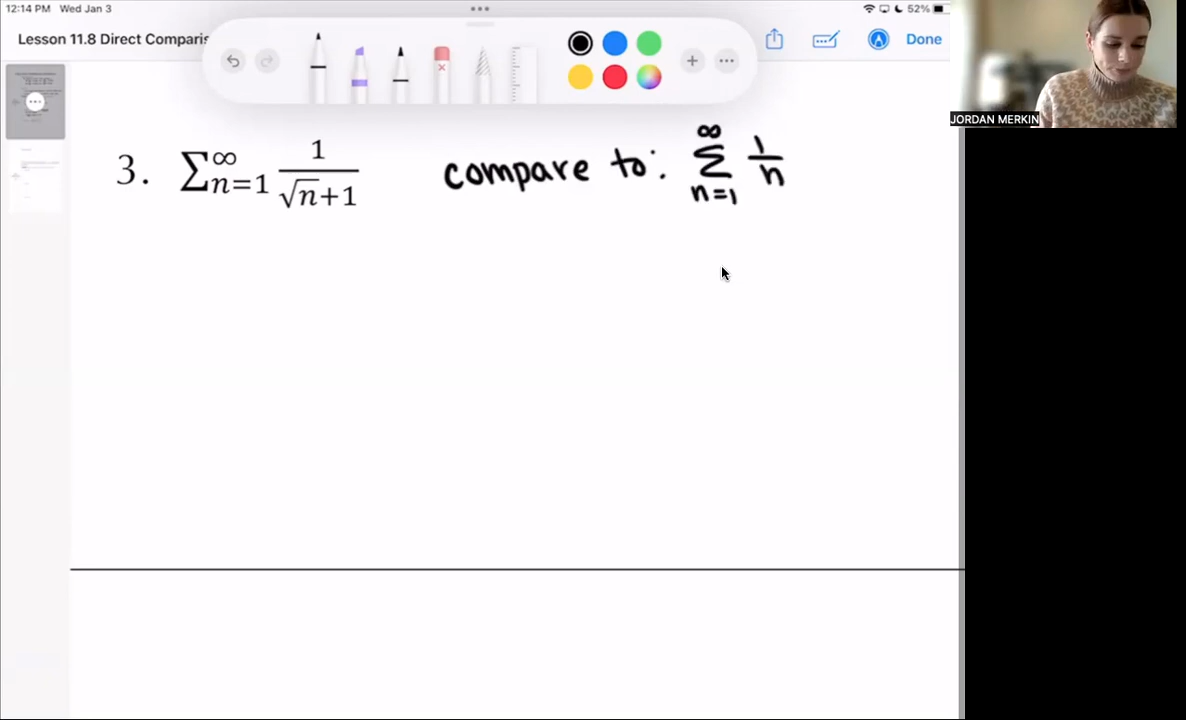 12:14 PM Wed Jan 3
52%
Lesson 11.8 Direct Comparis
Done
JORDAN MERKIN
3. ∑_{n=1}^{∞} 1/(√n+1) compare to: ∑_{n=1}^{∞} 1/n